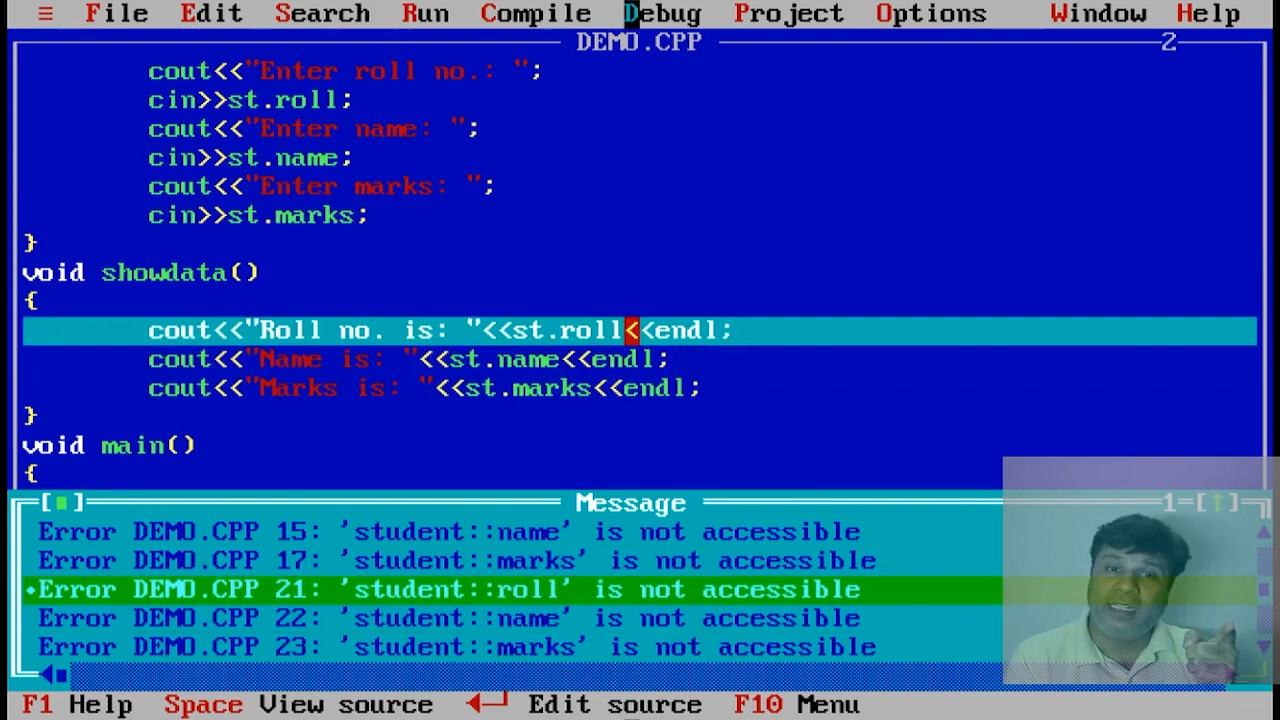 ≡ File Edit Search Run Compile Debug Project Options Window Help
DEMO.CPP 2
cout<<"Enter roll no.: ";
cin>>st.roll;
cout<<"Enter name: ";
cin>>st.name;
cout<<"Enter marks: ";
cin>>st.marks;
}
void showdata()
{
cout<<"Roll no. is: "<<st.roll<<endl;
cout<<"Name is: "<<st.name<<endl;
cout<<"Marks is: "<<st.marks<<endl;
}
void main()
{
[■] Message 1=[↑]
Error DEMO.CPP 15: 'student::name' is not accessible
Error DEMO.CPP 17: 'student::marks' is not accessible
•Error DEMO.CPP 21: 'student::roll' is not accessible
Error DEMO.CPP 22: 'student::name' is not accessible
Error DEMO.CPP 23: 'student::marks' is not accessible
F1 Help Space View source ◄┘ Edit source F10 Menu